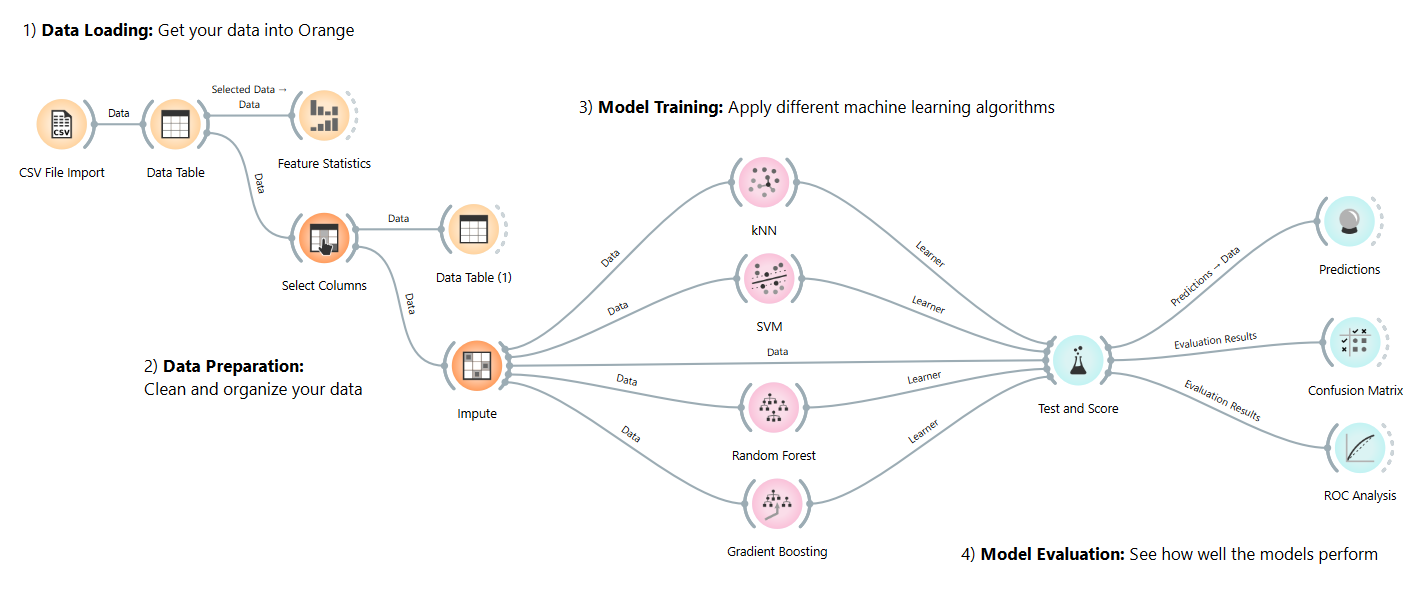 1) Data Loading: Get your data into Orange
CSV
CSV File Import
Data
Data Table
Selected Data →
Data
Feature Statistics
Data
Select Columns
Data
Data Table (1)
Data
2) Data Preparation:
Clean and organize your data
Impute
3) Model Training: Apply different machine learning algorithms
Data
kNN
Learner
Data
SVM
Learner
Data
Data
Random Forest
Learner
Data
Gradient Boosting
Learner
Test and Score
Predictions → Data
Predictions
Evaluation Results
Confusion Matrix
Evaluation Results
ROC Analysis
4) Model Evaluation: See how well the models perform